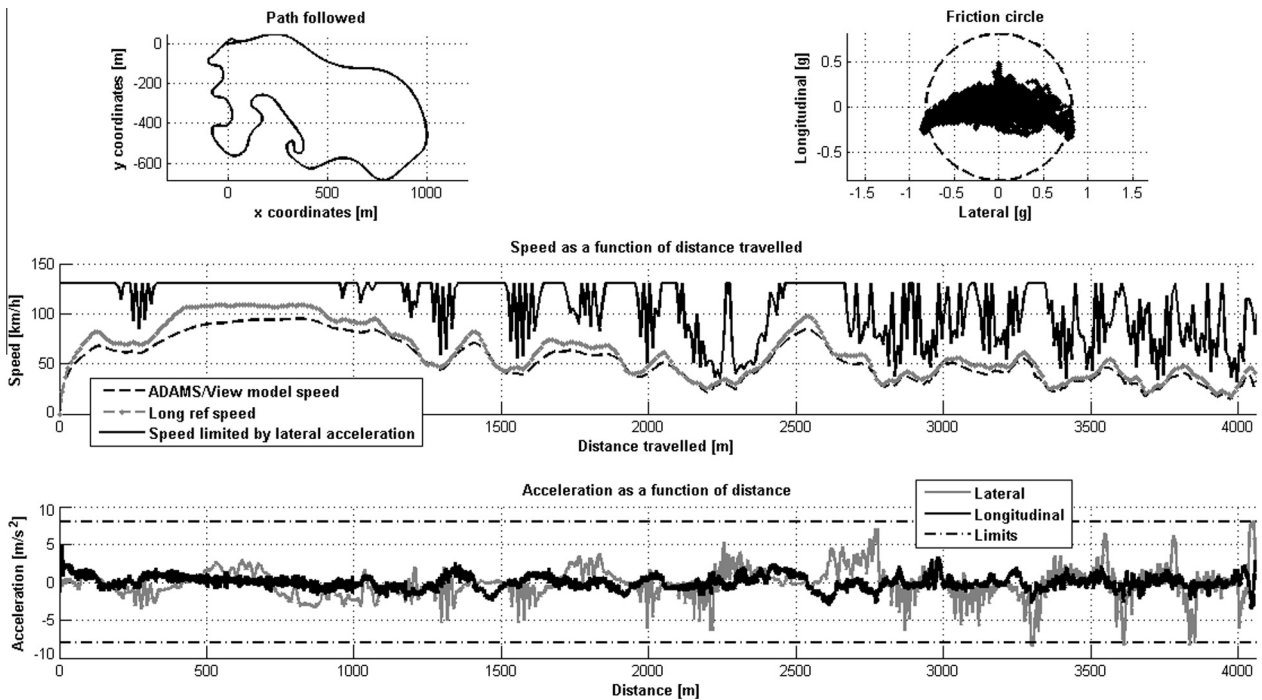 Path followed
0
-200
-400
-600
y coordinates [m]
0 500 1000
x coordinates [m]
Friction circle
0.5
0
-0.5
Longitudinal [g]
-1.5 -1 -0.5 0 0.5 1 1.5
Lateral [g]
Speed as a function of distance travelled
150
100
50
0
Speed [km/h]
ADAMS/View model speed
Long ref speed
Speed limited by lateral acceleration
0 1500 2000 2500 3000 3500 4000
Distance travelled [m]
Acceleration as a function of distance
10
5
0
-5
-10
Acceleration [m/s²]
Lateral
Longitudinal
Limits
0 500 1000 1500 2000 2500 3000 3500 4000
Distance [m]